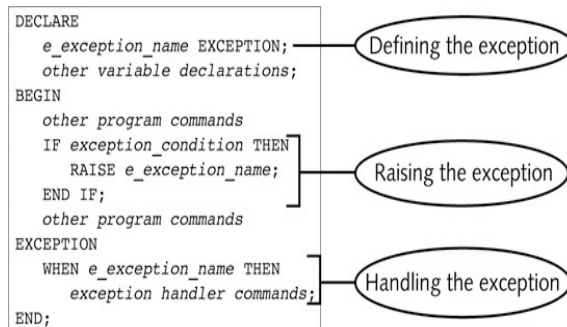 DECLARE
e_exception_name EXCEPTION;
other variable declarations;
BEGIN
other program commands
IF exception_condition THEN
RAISE e_exception_name;
END IF;
other program commands
EXCEPTION
WHEN e_exception_name THEN
exception handler commands;
END;
Defining the exception
Raising the exception
Handling the exception